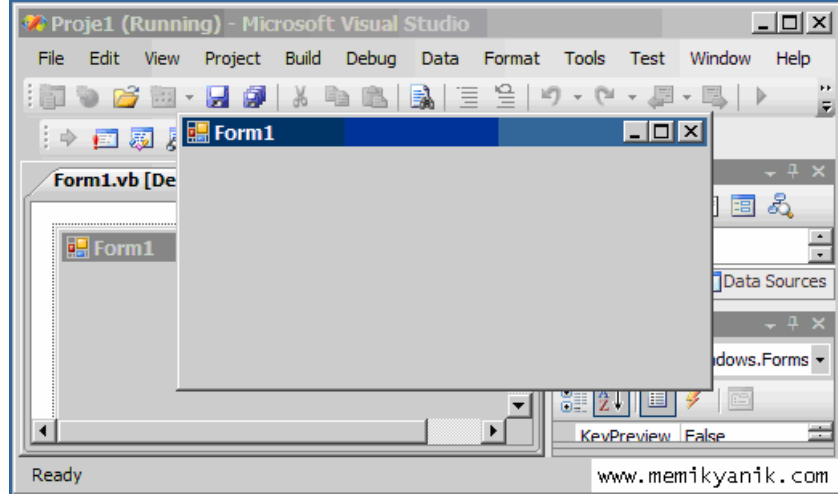 Proje1 (Running) - Microsoft Visual Studio
File Edit View Project Build Debug Data Format Tools Test Window Help
Form1
Form1.vb [De
Form1
Data Sources
dows.Forms
KeyPreview False
Ready
www.memikyanik.com